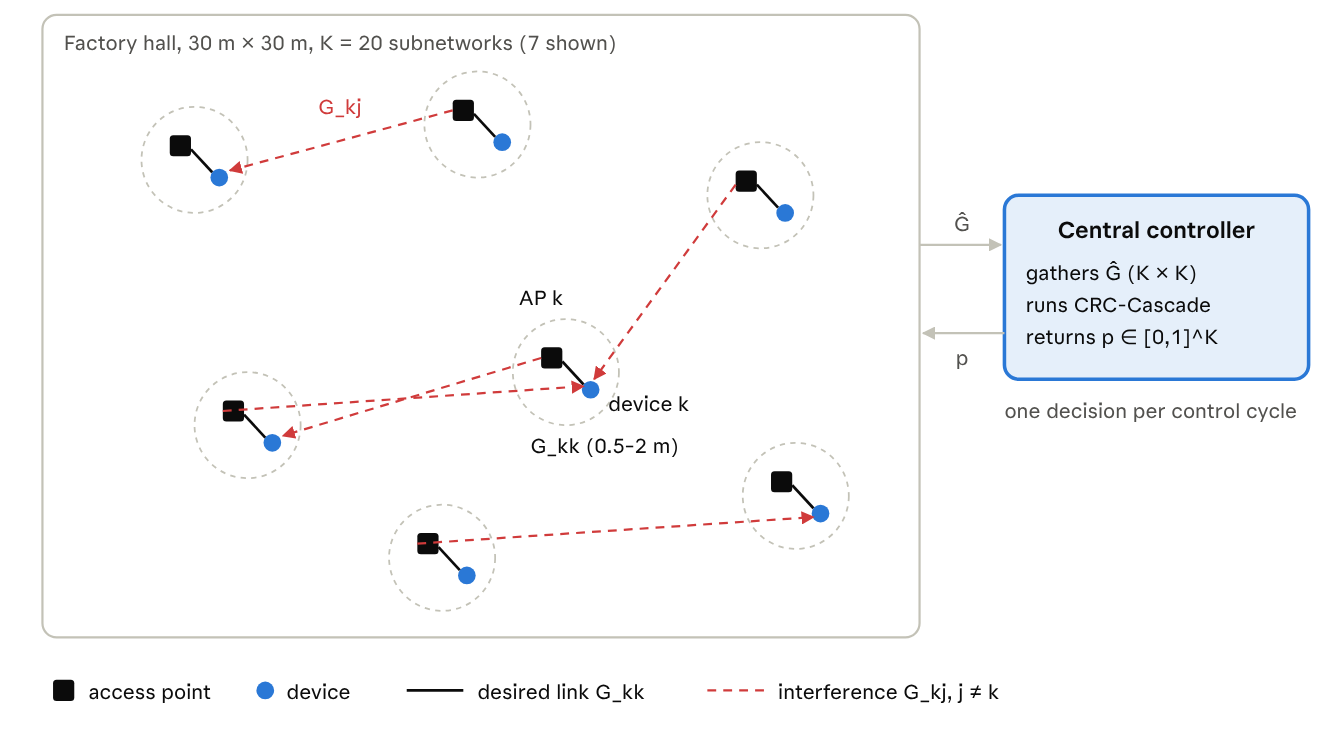 Factory hall, 30 m × 30 m, K = 20 subnetworks (7 shown)
G_kj
AP k
device k
G_kk (0.5-2 m)
Ĝ
p
Central controller
gathers Ĝ (K × K)
runs CRC-Cascade
returns p ∈ [0,1]^K
one decision per control cycle
access point
device
desired link G_kk
interference G_kj, j ≠ k